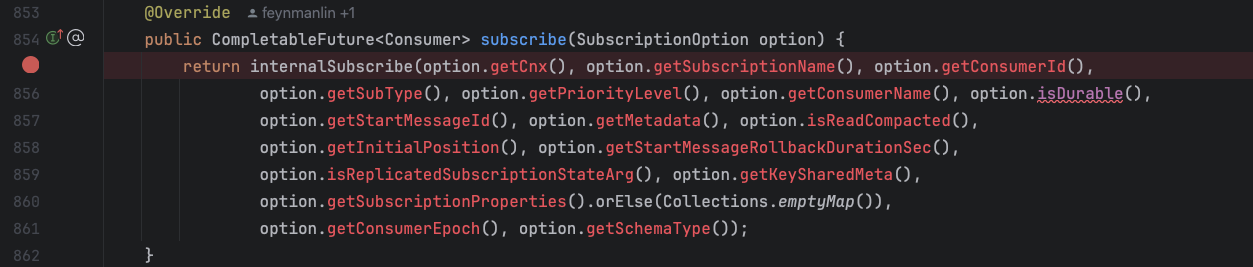 853 @Override feynmanlin +1
854 @ public CompletableFuture<Consumer> subscribe(SubscriptionOption option) {
return internalSubscribe(option.getCnx(), option.getSubscriptionName(), option.getConsumerId(),
856 option.getSubType(), option.getPriorityLevel(), option.getConsumerName(), option.isDurable(),
857 option.getStartMessageId(), option.getMetadata(), option.isReadCompacted(),
858 option.getInitialPosition(), option.getStartMessageRollbackDurationSec(),
859 option.isReplicatedSubscriptionStateArg(), option.getKeySharedMeta(),
860 option.getSubscriptionProperties().orElse(Collections.emptyMap()),
861 option.getConsumerEpoch(), option.getSchemaType());
862 }